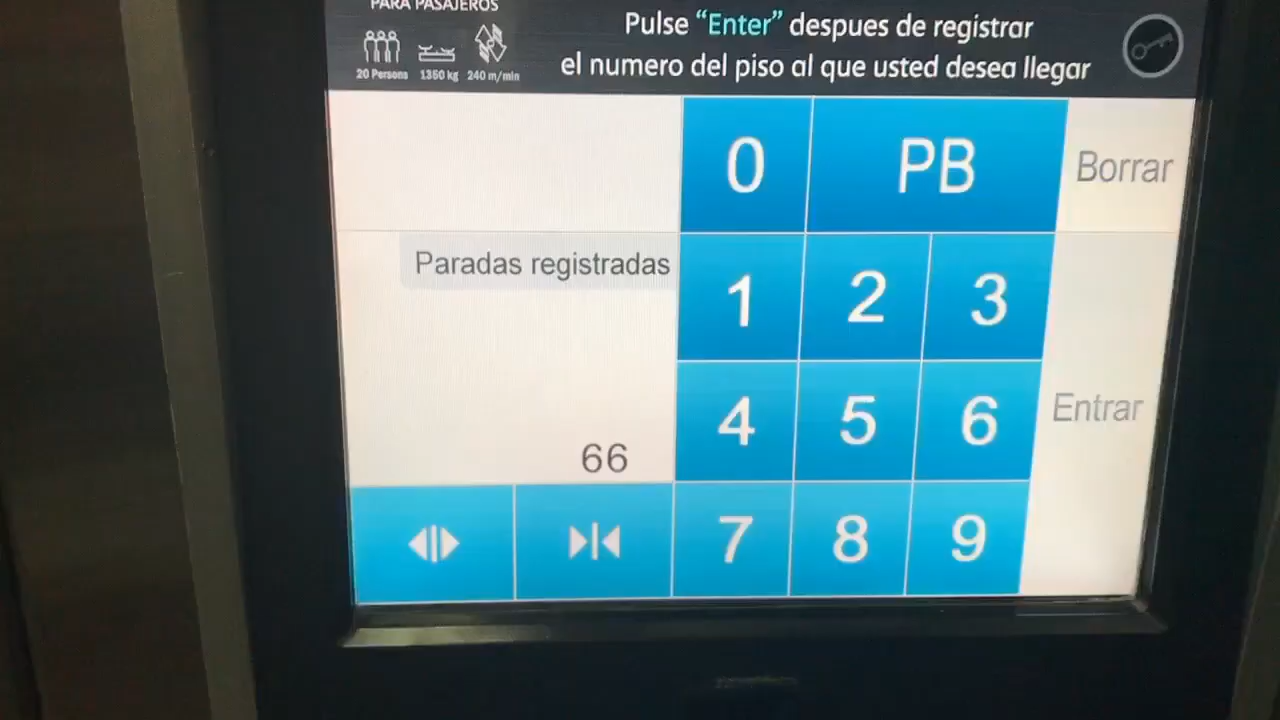 PARA PASAJEROS
20 Persons 1350 kg 240 m/min
Pulse “Enter” despues de registrar
el numero del piso al que usted desea llegar
0 PB Borrar
Paradas registradas
1 2 3
4 5 6 Entrar
66
7 8 9